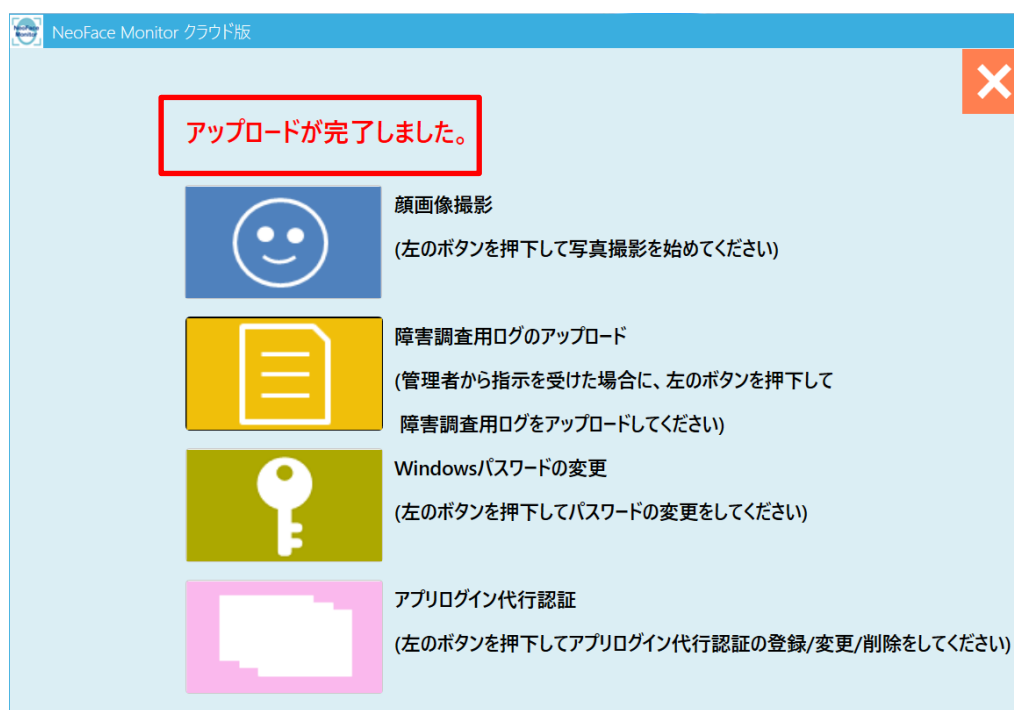 NeoFace Monitor クラウド版
アップロードが完了しました。
顔画像撮影
(左のボタンを押下して写真撮影を始めてください)
障害調査用ログのアップロード
(管理者から指示を受けた場合に、左のボタンを押下して
障害調査用ログをアップロードしてください)
Windowsパスワードの変更
(左のボタンを押下してパスワードの変更をしてください)
アプリログイン代行認証
(左のボタンを押下してアプリログイン代行認証の登録/変更/削除をしてください)